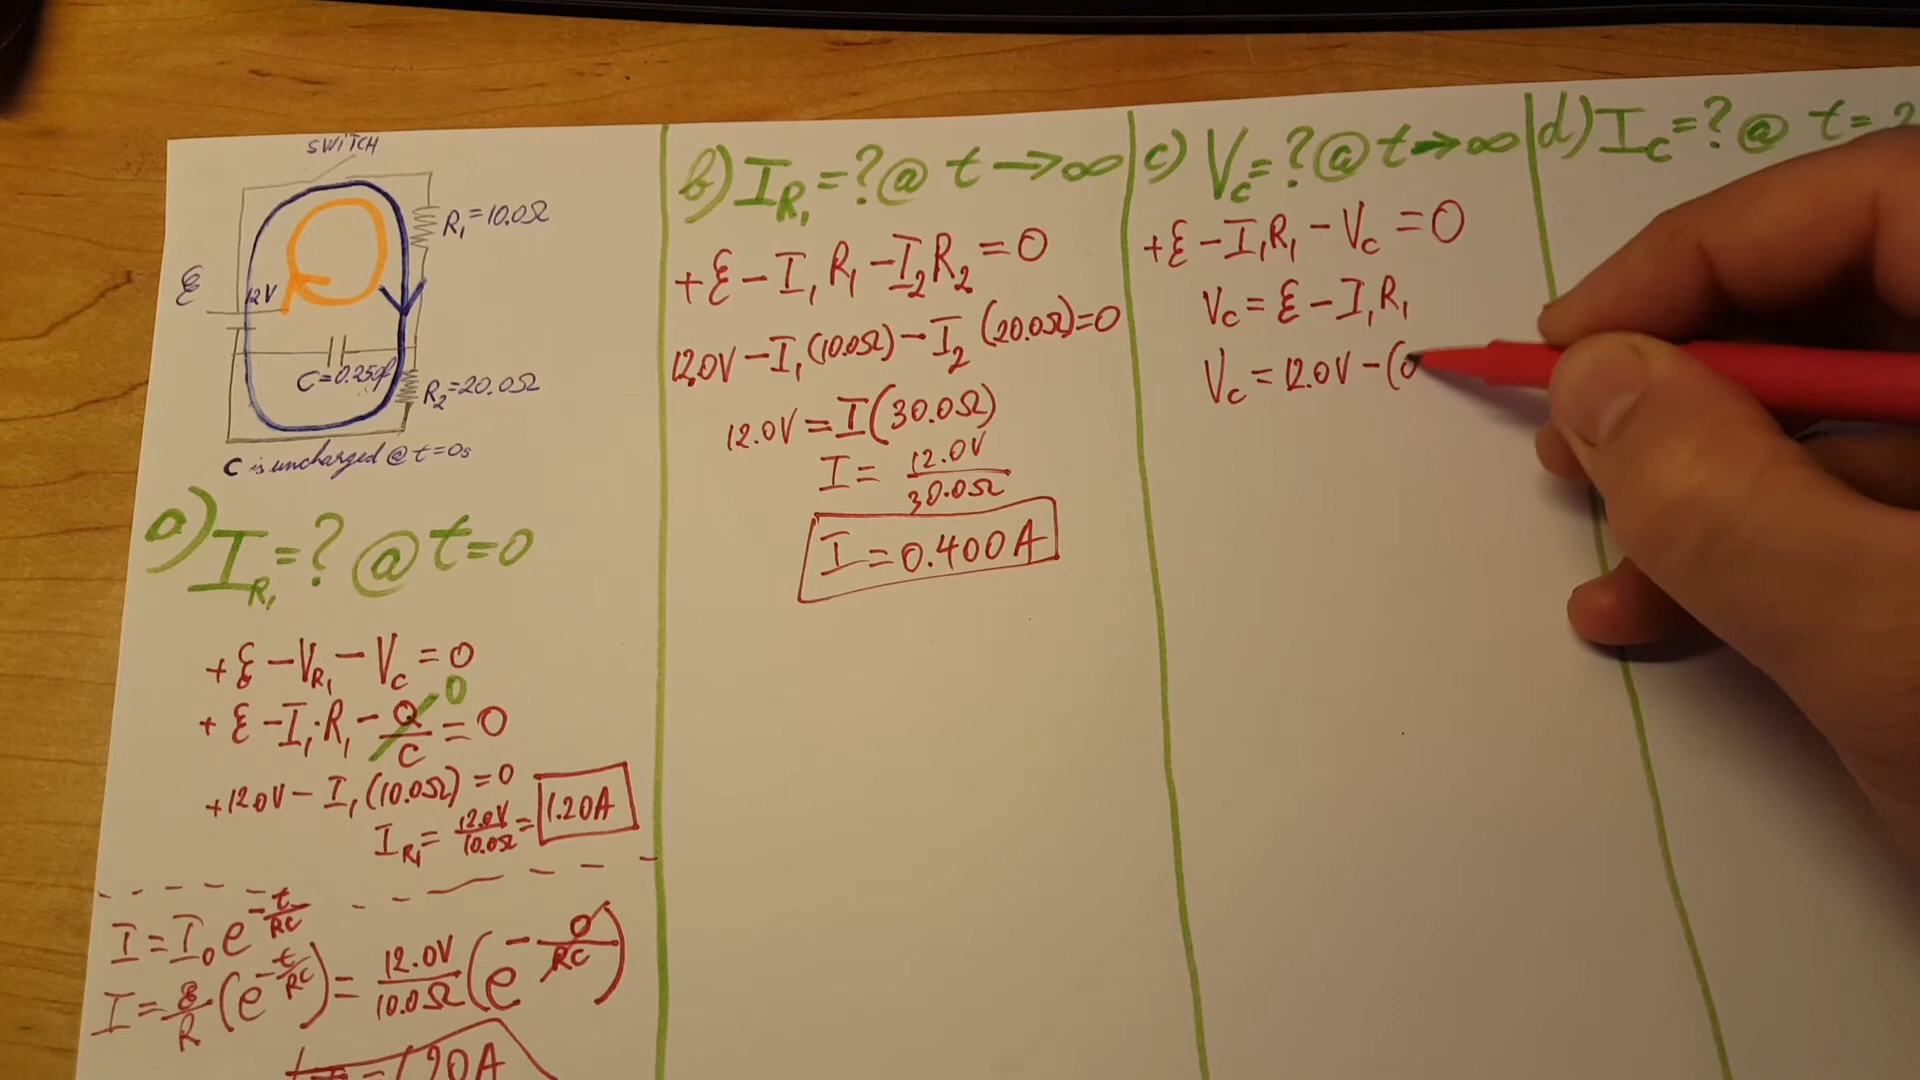 SWITCH
R₁=10.0Ω
ℰ
12V
C=0.250F
R₂=20.0Ω
C is uncharged @ t=0s
a) I_R₁=? @ t=0
+ℰ-V_R₁-V_C=0
+ℰ-I₁·R₁-Q/C=0
0
+12.0V-I₁(10.0Ω)=0
I_R₁=12.0V/10.0Ω=1.20A
I=I₀e^(-t/RC)
I=ℰ/R(e^(-t/RC))=12.0V/10.0Ω(e^(-0/RC))
b) I_R₁=? @ t→∞
+ℰ-I₁R₁-I₂R₂=0
12.0V-I₁(10.0Ω)-I₂(20.0Ω)=0
12.0V=I(30.0Ω)
I=12.0V/30.0Ω
I=0.400A
c) V_C=? @ t→∞
+ℰ-I₁R₁-V_C=0
V_C=ℰ-I₁R₁
V_C=12.0V-(0
d) I_C=? @ t=